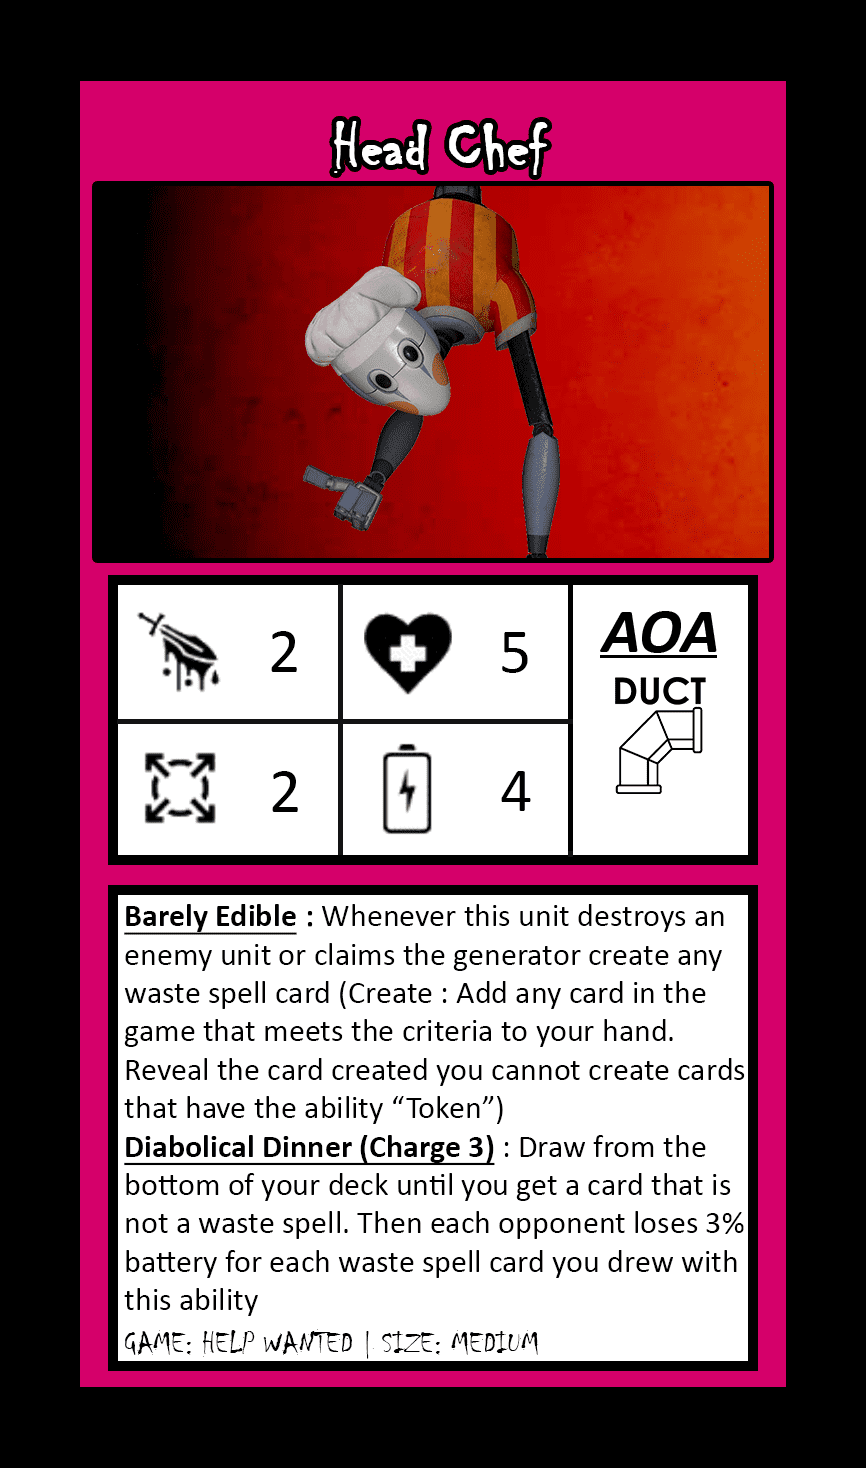 Head Chef
2
5
AOA
DUCT
2
4
Barely Edible : Whenever this unit destroys an
enemy unit or claims the generator create any
waste spell card (Create : Add any card in the
game that meets the criteria to your hand.
Reveal the card created you cannot create cards
that have the ability “Token”)
Diabolical Dinner (Charge 3) : Draw from the
bottom of your deck until you get a card that is
not a waste spell. Then each opponent loses 3%
battery for each waste spell card you drew with
this ability
GAME: HELP WANTED | SIZE: MEDIUM